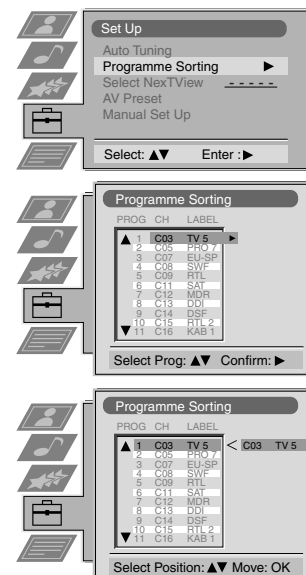 Set Up
Auto Tuning
Programme Sorting ▶
Select NexTView - - - - -
AV Preset
Manual Set Up
Select: ▲▼ Enter : ▶
Programme Sorting
PROG CH LABEL
▲ 1 C03 TV 5 ▶
2 C05 PRO 7
3 C07 EU-SP
4 C08 SWF
5 C09 RTL
6 C11 SAT
7 C12 MDR
8 C13 DDI
9 C14 DSF
10 C15 RTL 2
▼ 11 C16 KAB 1
Select Prog: ▲▼ Confirm: ▶
Programme Sorting
PROG CH LABEL
▲ 1 C03 TV 5 < C03 TV 5
2 C05 PRO 7
3 C07 EU-SP
4 C08 SWF
5 C09 RTL
6 C11 SAT
7 C12 MDR
8 C13 DDI
9 C14 DSF
10 C15 RTL 2
▼ 11 C16 KAB 1
Select Position: ▲▼ Move: OK